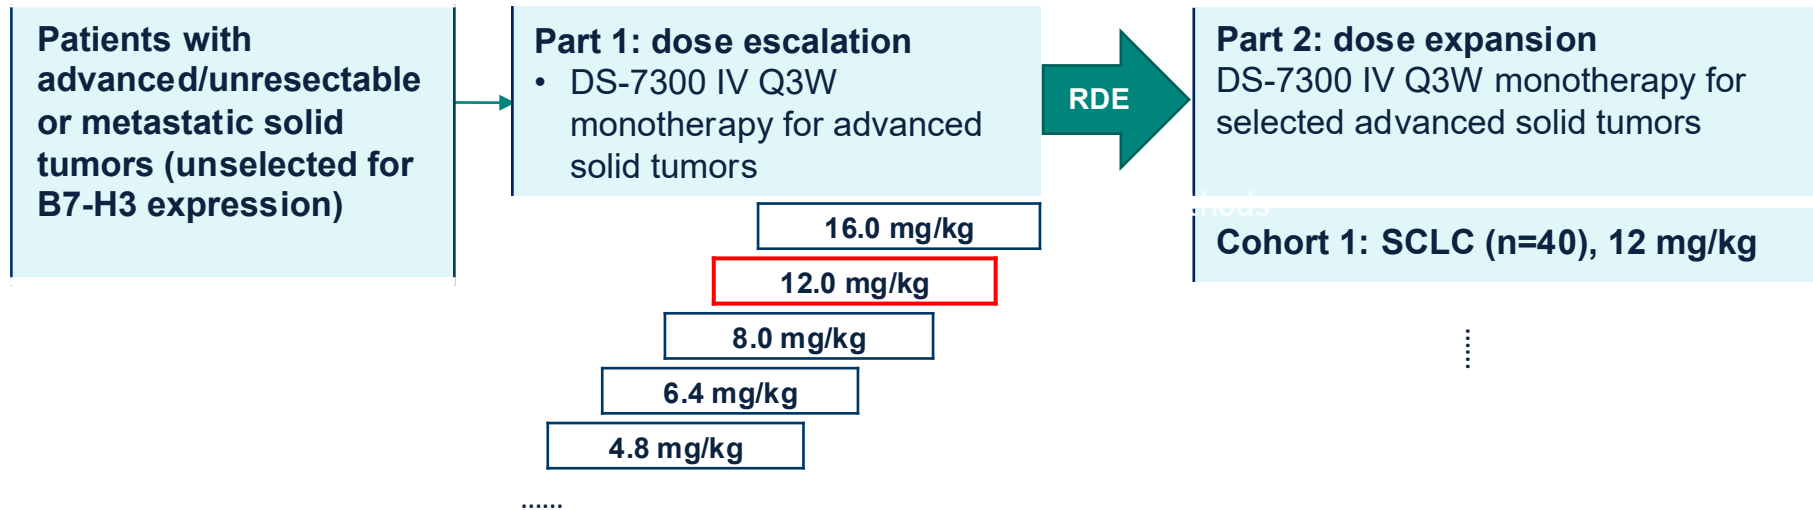 Patients with
advanced/unresectable
or metastatic solid
tumors (unselected for
B7-H3 expression)
Part 1: dose escalation
• DS-7300 IV Q3W
monotherapy for advanced
solid tumors
16.0 mg/kg
12.0 mg/kg
8.0 mg/kg
6.4 mg/kg
4.8 mg/kg
......
RDE
Part 2: dose expansion
DS-7300 IV Q3W monotherapy for
selected advanced solid tumors
Cohort 1: SCLC (n=40), 12 mg/kg